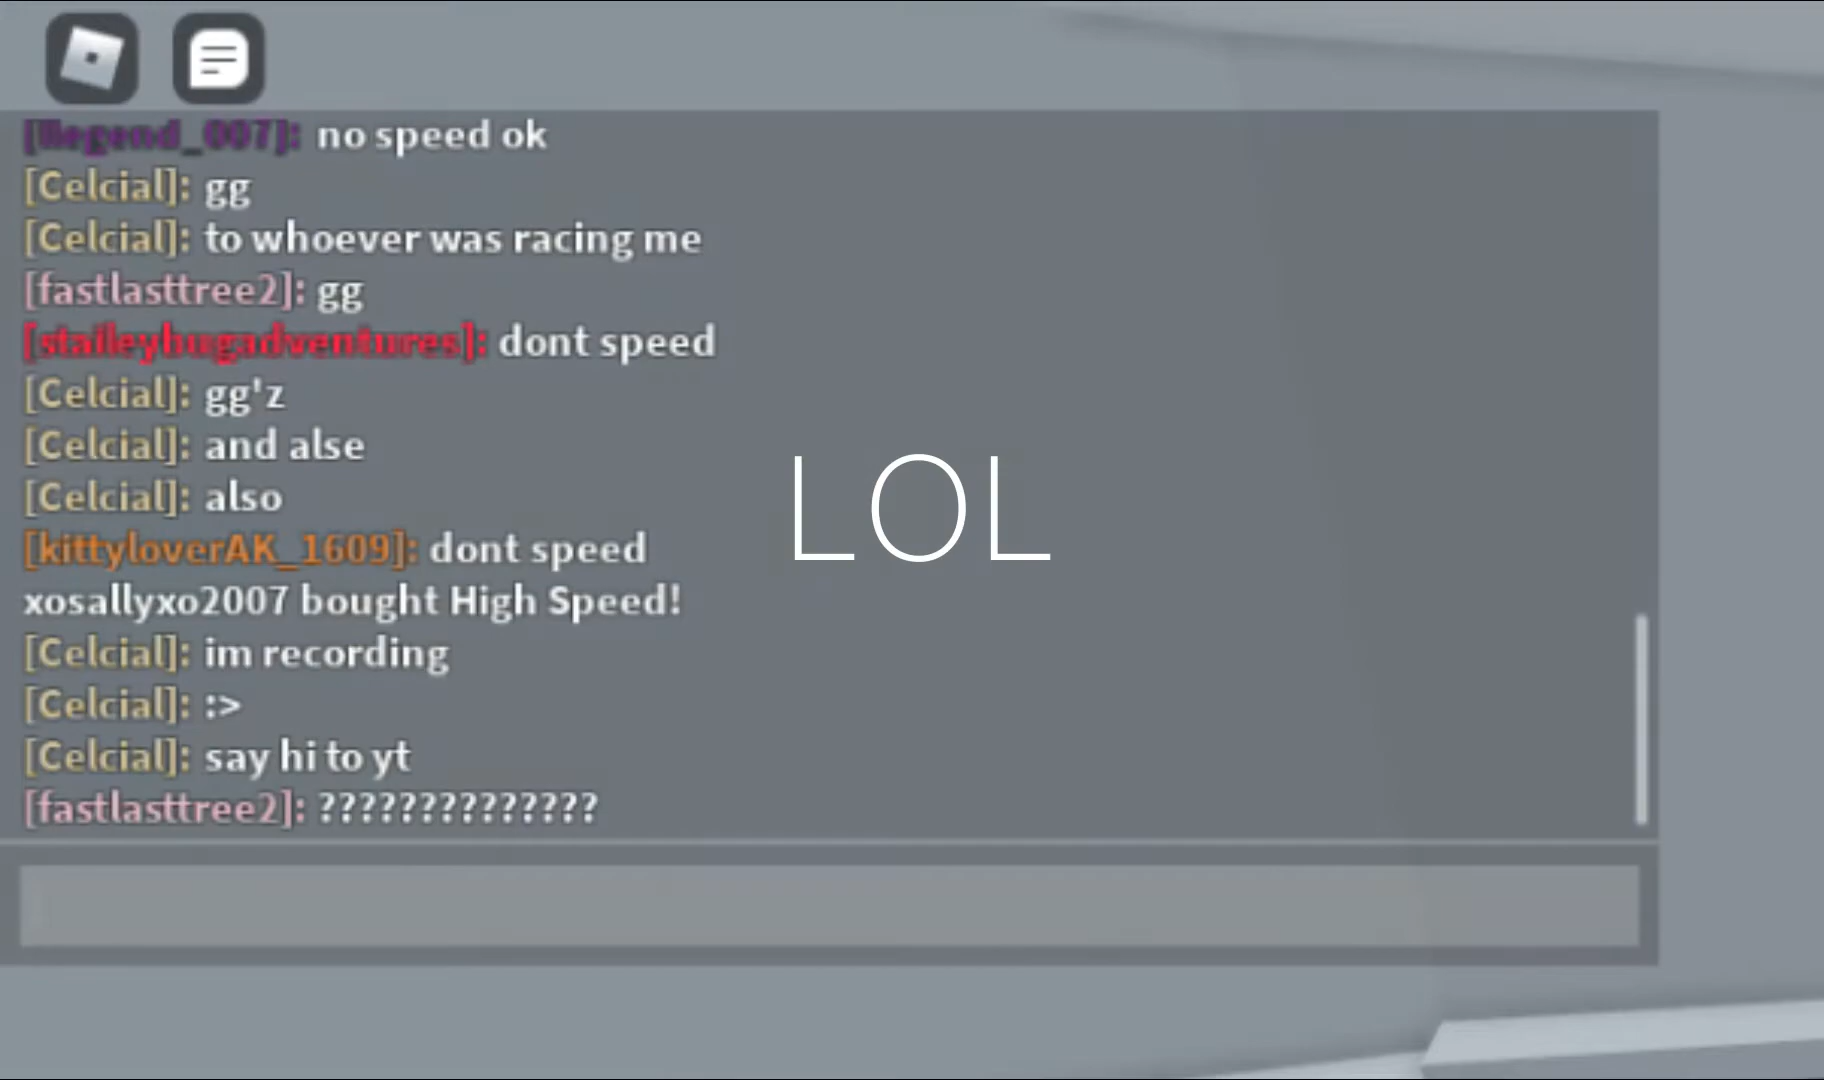 [llegend_007]: no speed ok
[Celcial]: gg
[Celcial]: to whoever was racing me
[fastlasttree2]: gg
[staileyhugadventures]: dont speed
[Celcial]: gg'z
[Celcial]: and alse
[Celcial]: also
LOL
[kittyloverAK_1609]: dont speed
xosallyxo2007 bought High Speed!
[Celcial]: im recording
[Celcial]: :>
[Celcial]: say hi to yt
[fastlasttree2]: ??????????????